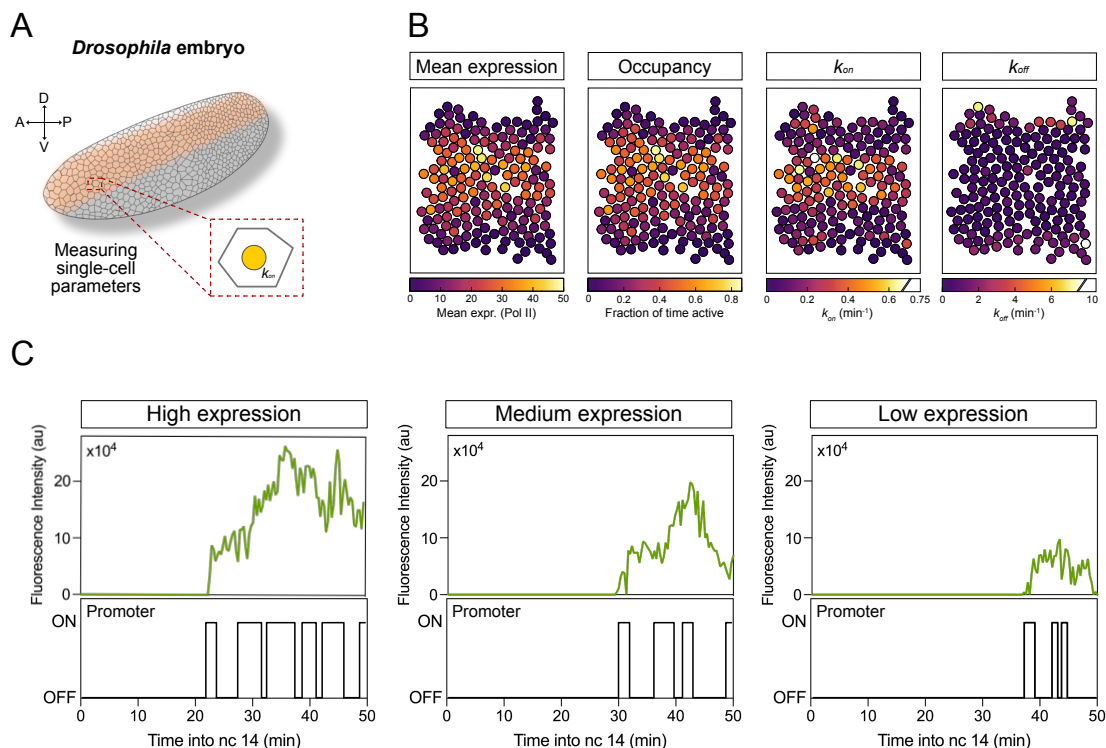 A
Drosophila embryo
D
A P
V
Measuring
single-cell
parameters
kon
B
Mean expression
Occupancy
kon
koff
0 10 20 30 40 50
Mean expr. (Pol II)
0 0.2 0.4 0.6 0.8
Fraction of time active
0 0.2 0.4 0.6 0.75
kon (min-1)
0 2 4 6 10
koff (min-1)
C
High expression
Medium expression
Low expression
Fluorescence Intensity (au)
x104
20
10
0
Promoter
ON
OFF
0 10 20 30 40 50
Time into nc 14 (min)
Fluorescence Intensity (au)
x104
20
10
0
Promoter
ON
OFF
0 10 20 30 40 50
Time into nc 14 (min)
Fluorescence Intensity (au)
x104
20
10
0
Promoter
ON
OFF
0 10 20 30 40 50
Time into nc 14 (min)